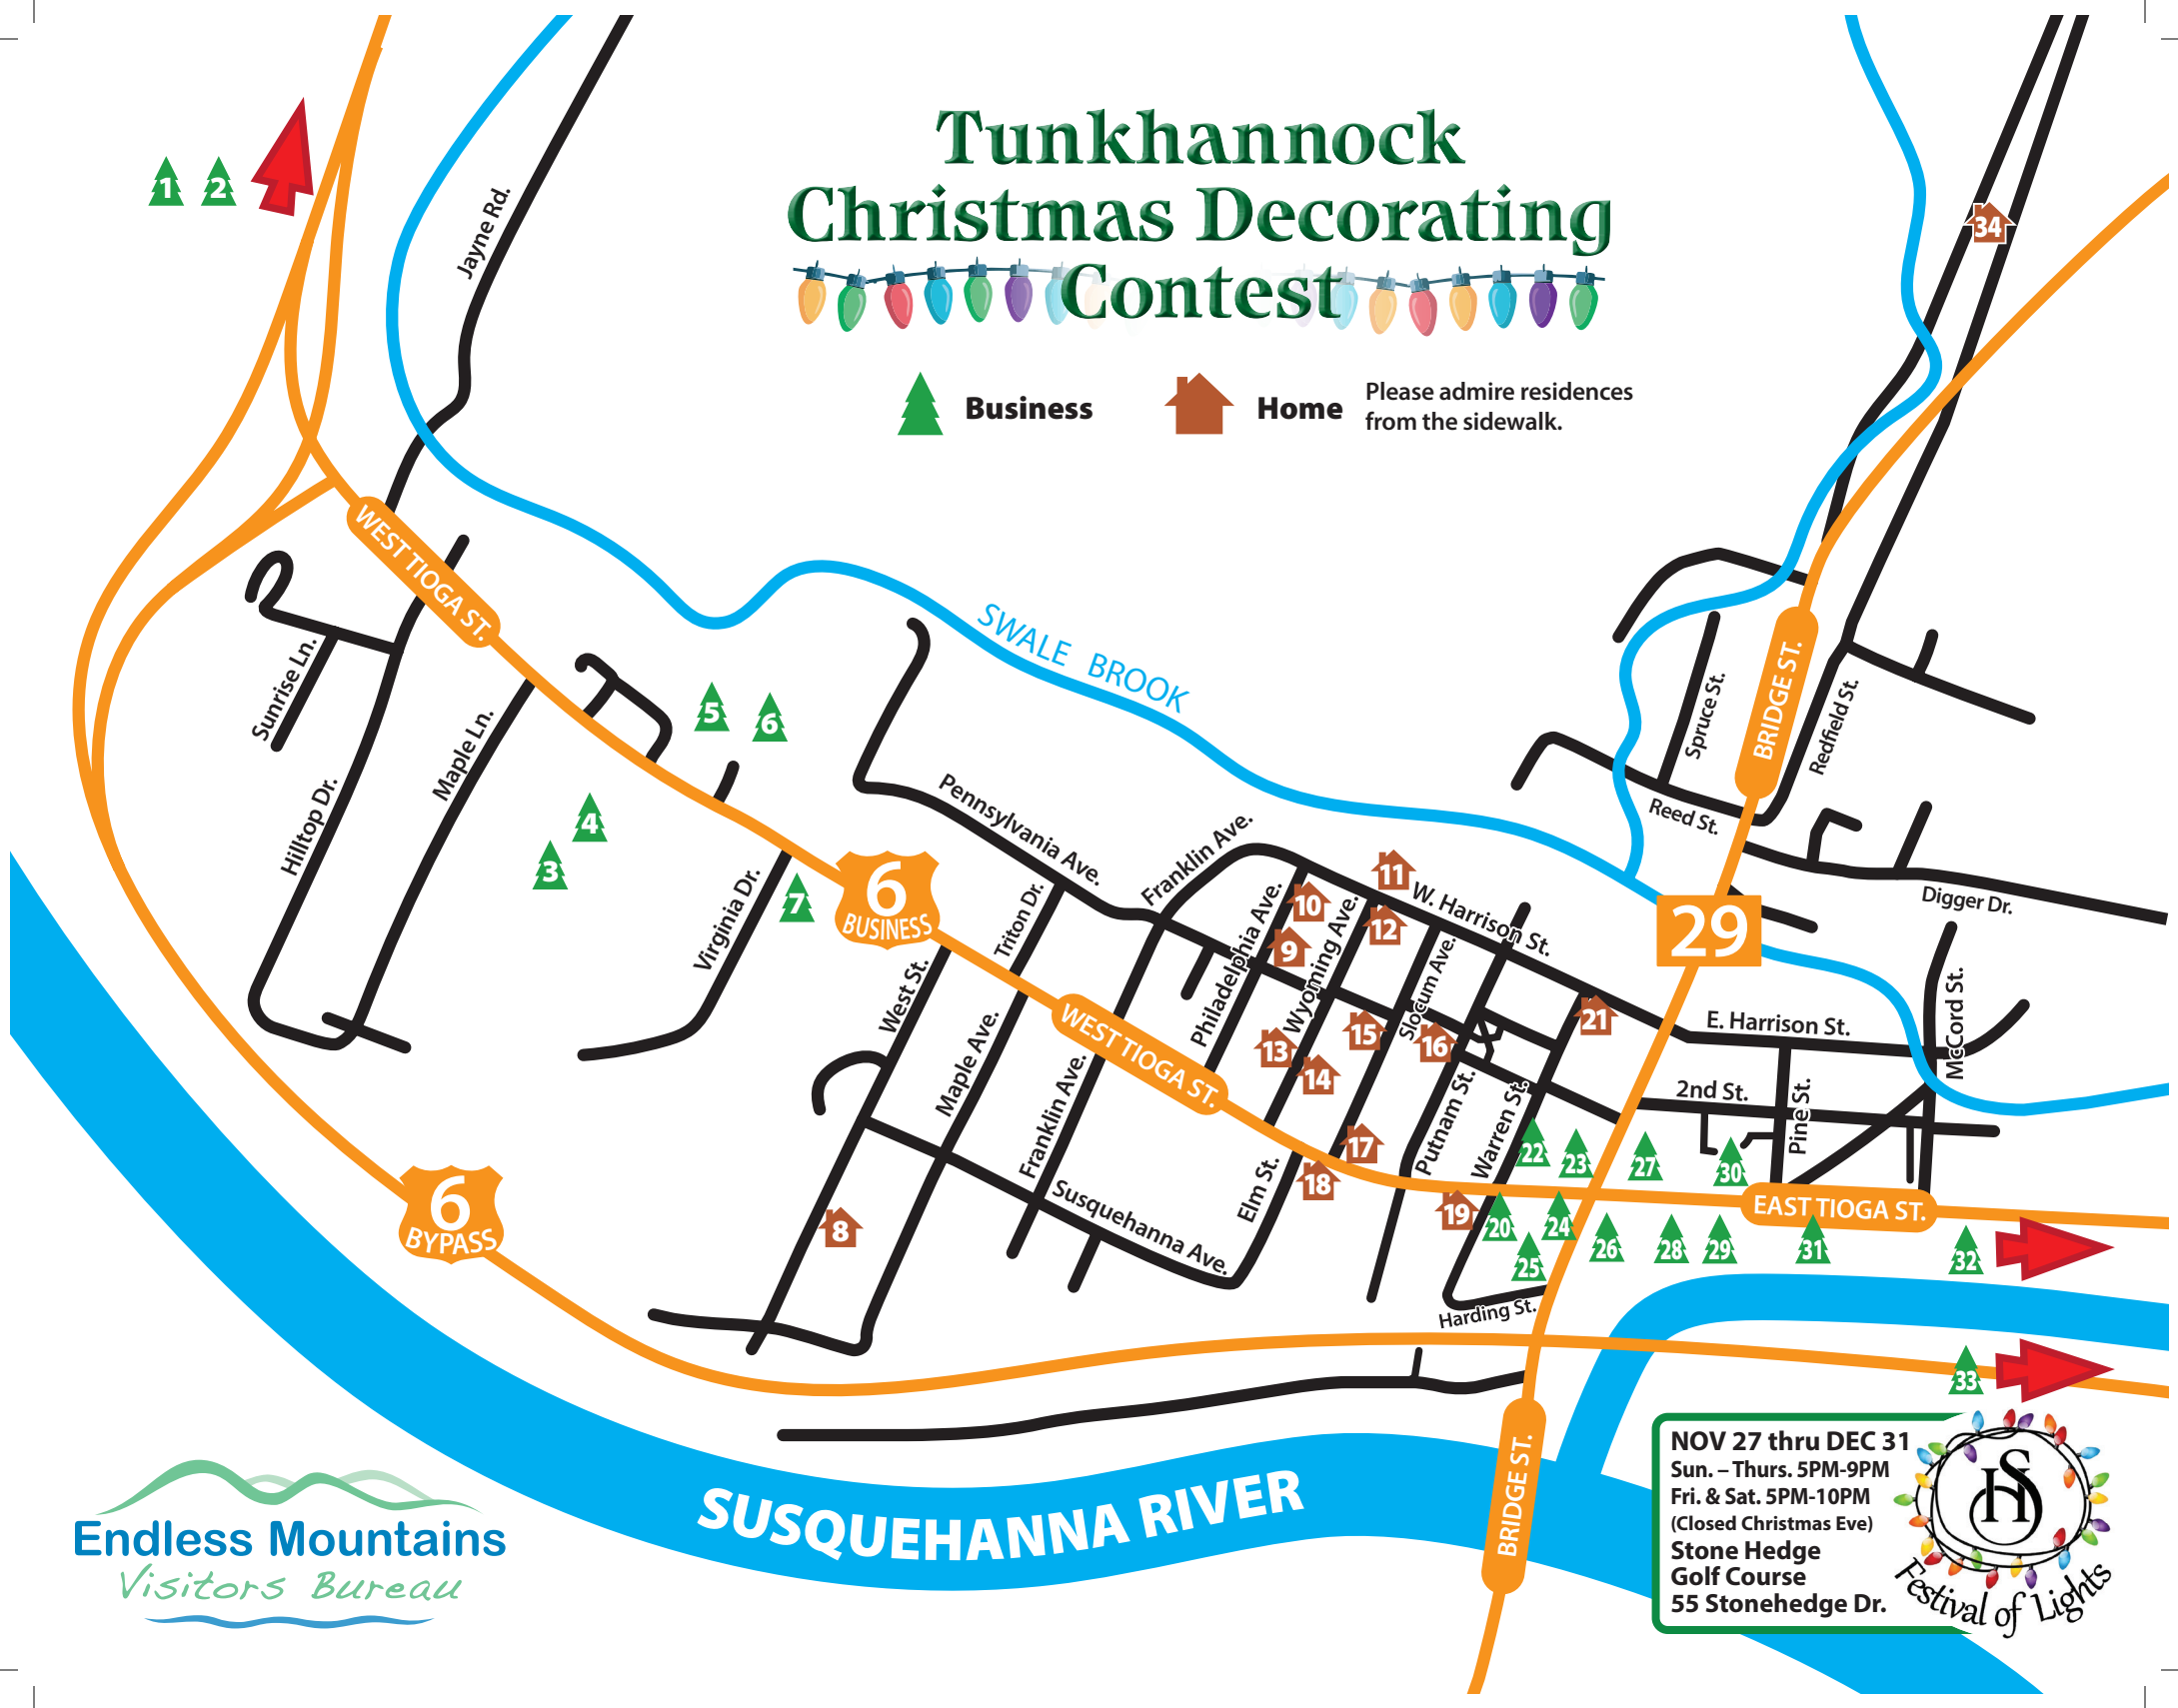 Tunkhannock
Christmas Decorating
Contest
Business
Home
Please admire residences
from the sidewalk.
1
2
Jayne Rd.
34
WEST TIOGA ST.
SWALE BROOK
Sunrise Ln.
Hilltop Dr.
Maple Ln.
5
6
4
3
7
Virginia Dr.
6
BUSINESS
Pennsylvania Ave.
Franklin Ave.
Triton Dr.
West St.
Maple Ave.
Franklin Ave.
WEST TIOGA ST.
Philadelphia Ave.
Wyoming Ave.
Slocum Ave.
W. Harrison St.
11
10
12
9
13
14
15
16
21
17
18
Putnam St.
Warren St.
Elm St.
Susquehanna Ave.
8
19
20
22
23
24
25
26
27
28
29
30
31
32
33
Harding St.
Spruce St.
BRIDGE ST.
Redfield St.
Reed St.
Digger Dr.
29
E. Harrison St.
McCord St.
2nd St.
Pine St.
EAST TIOGA ST.
6
BYPASS
SUSQUEHANNA RIVER
BRIDGE ST.
Endless Mountains
Visitors Bureau
NOV 27 thru DEC 31
Sun. – Thurs. 5PM-9PM
Fri. & Sat. 5PM-10PM
(Closed Christmas Eve)
Stone Hedge
Golf Course
55 Stonehedge Dr.
SH
Festival of Lights